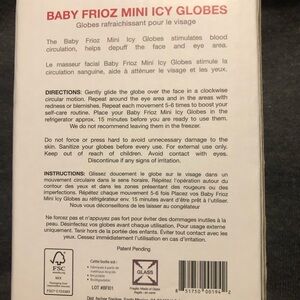 BABY FRIOZ MINI ICY GLOBES
Globes rafraichissant pour le visage
The Baby Frioz Mini Icy Globes stimulates blood
circulation, helps depuff the face and eye area.
Le masseur facial Baby Frioz Mini Icy Globes stimule la
circulation sanguine, aide à atténuer le visage et les yeux.
DIRECTIONS: Gently glide the globe over the face in a clockwise
circular motion. Repeat around the eye area and in the areas with
redness or blemishes. Repeat each movement 5-6 times to boost your
self-care routine. Place your Baby Frioz Mini Icy Globes in the
refrigerator approx. 15 minutes before you are ready to use them.
We do not recommend leaving them in the freezer.
Do not force or press hard to avoid unnecessary damage to the
skin. Sanitize your globes before every use. For external use only.
Keep out of reach of children. Avoid contact with eyes.
Discontinue if any signs of irritation.
INSTRUCTIONS: Glissez doucement le globe sur le visage dans un
mouvement circulaire dans le sens horaire. Répétez l'opération autour du
contour des yeux et dans les zones présentant des rougeurs ou des
imperfections. Répétez chaque mouvement 5-6 fois Placez vos Baby Frioz
Mini Icy Globes au réfrigérateur env. 15 minutes avant d'être prêt à l'utiliser.
Nous vous déconseillons de les laisser au congélateur
Ne forcez pas et n'appuyez pas fort pour éviter des dommages inutiles à la
peau. Désinfectez vos globes avant chaque utilisation. Pour usage externe
uniquement. Tenir hors de la portée des enfants. Éviter tout contact avec les
yeux. Cessez immédiatement l'utilisation en cas d'irritation.
Patent Pending
FSC
MIX
GLASS
Fragile Made of Glass
LOT #BF101
8 51750 00594 2